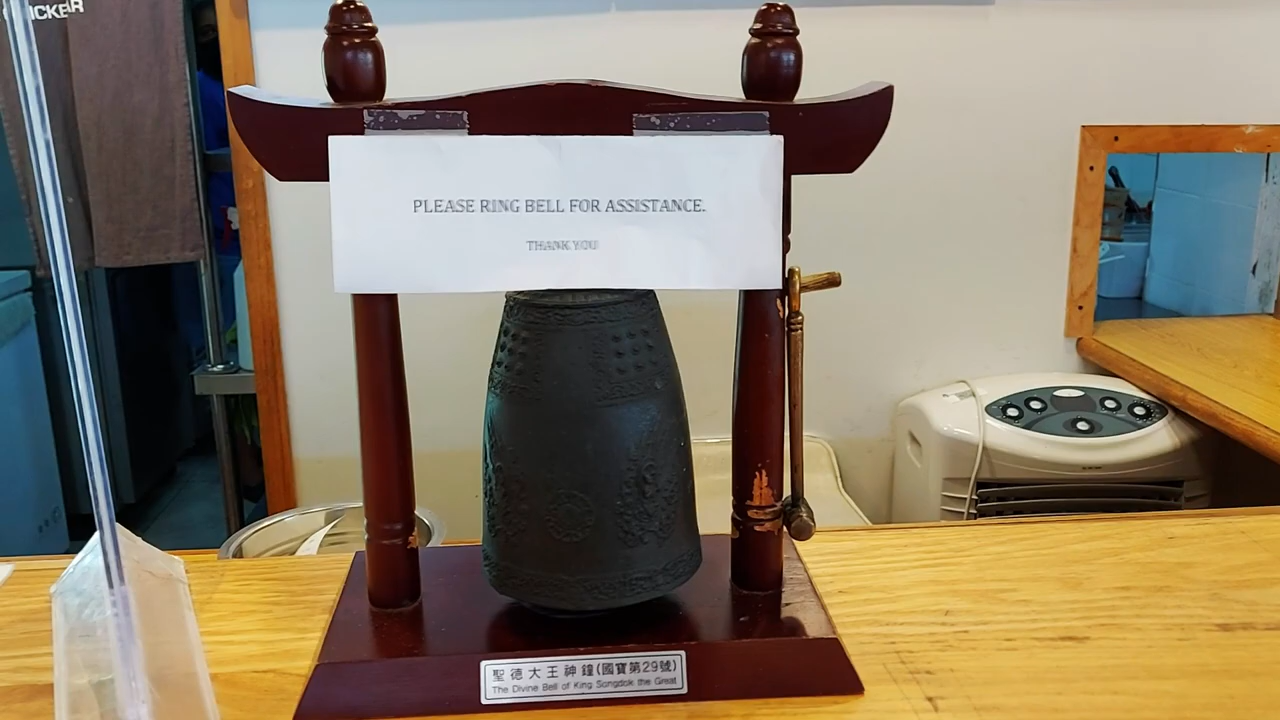 PLEASE RING BELL FOR ASSISTANCE.
THANK YOU
聖德大王神鐘(國寶第29號)
The Divine Bell of King Songdok the Great